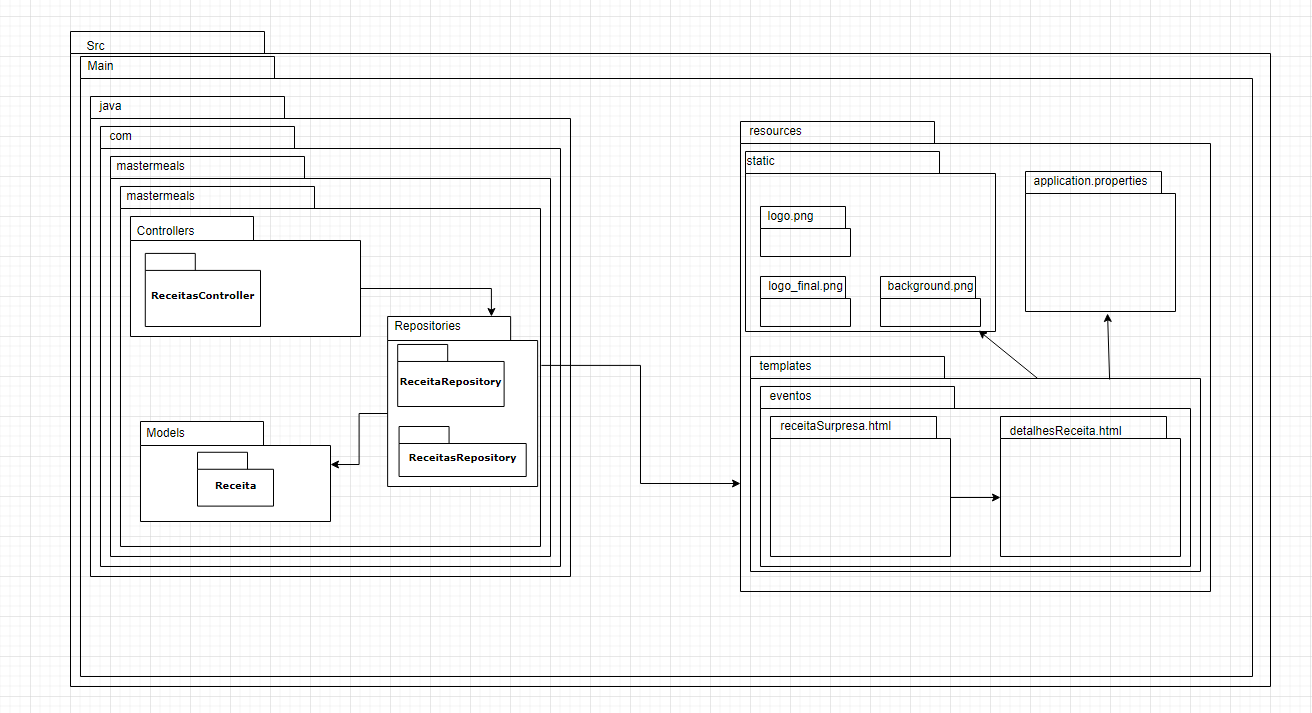 Src
Main
java
com
mastermeals
mastermeals
Controllers
ReceitasController
Repositories
ReceitaRepository
ReceitasRepository
Models
Receita
resources
static
logo.png
logo_final.png
background.png
application.properties
templates
eventos
receitaSurpresa.html
detalhesReceita.html